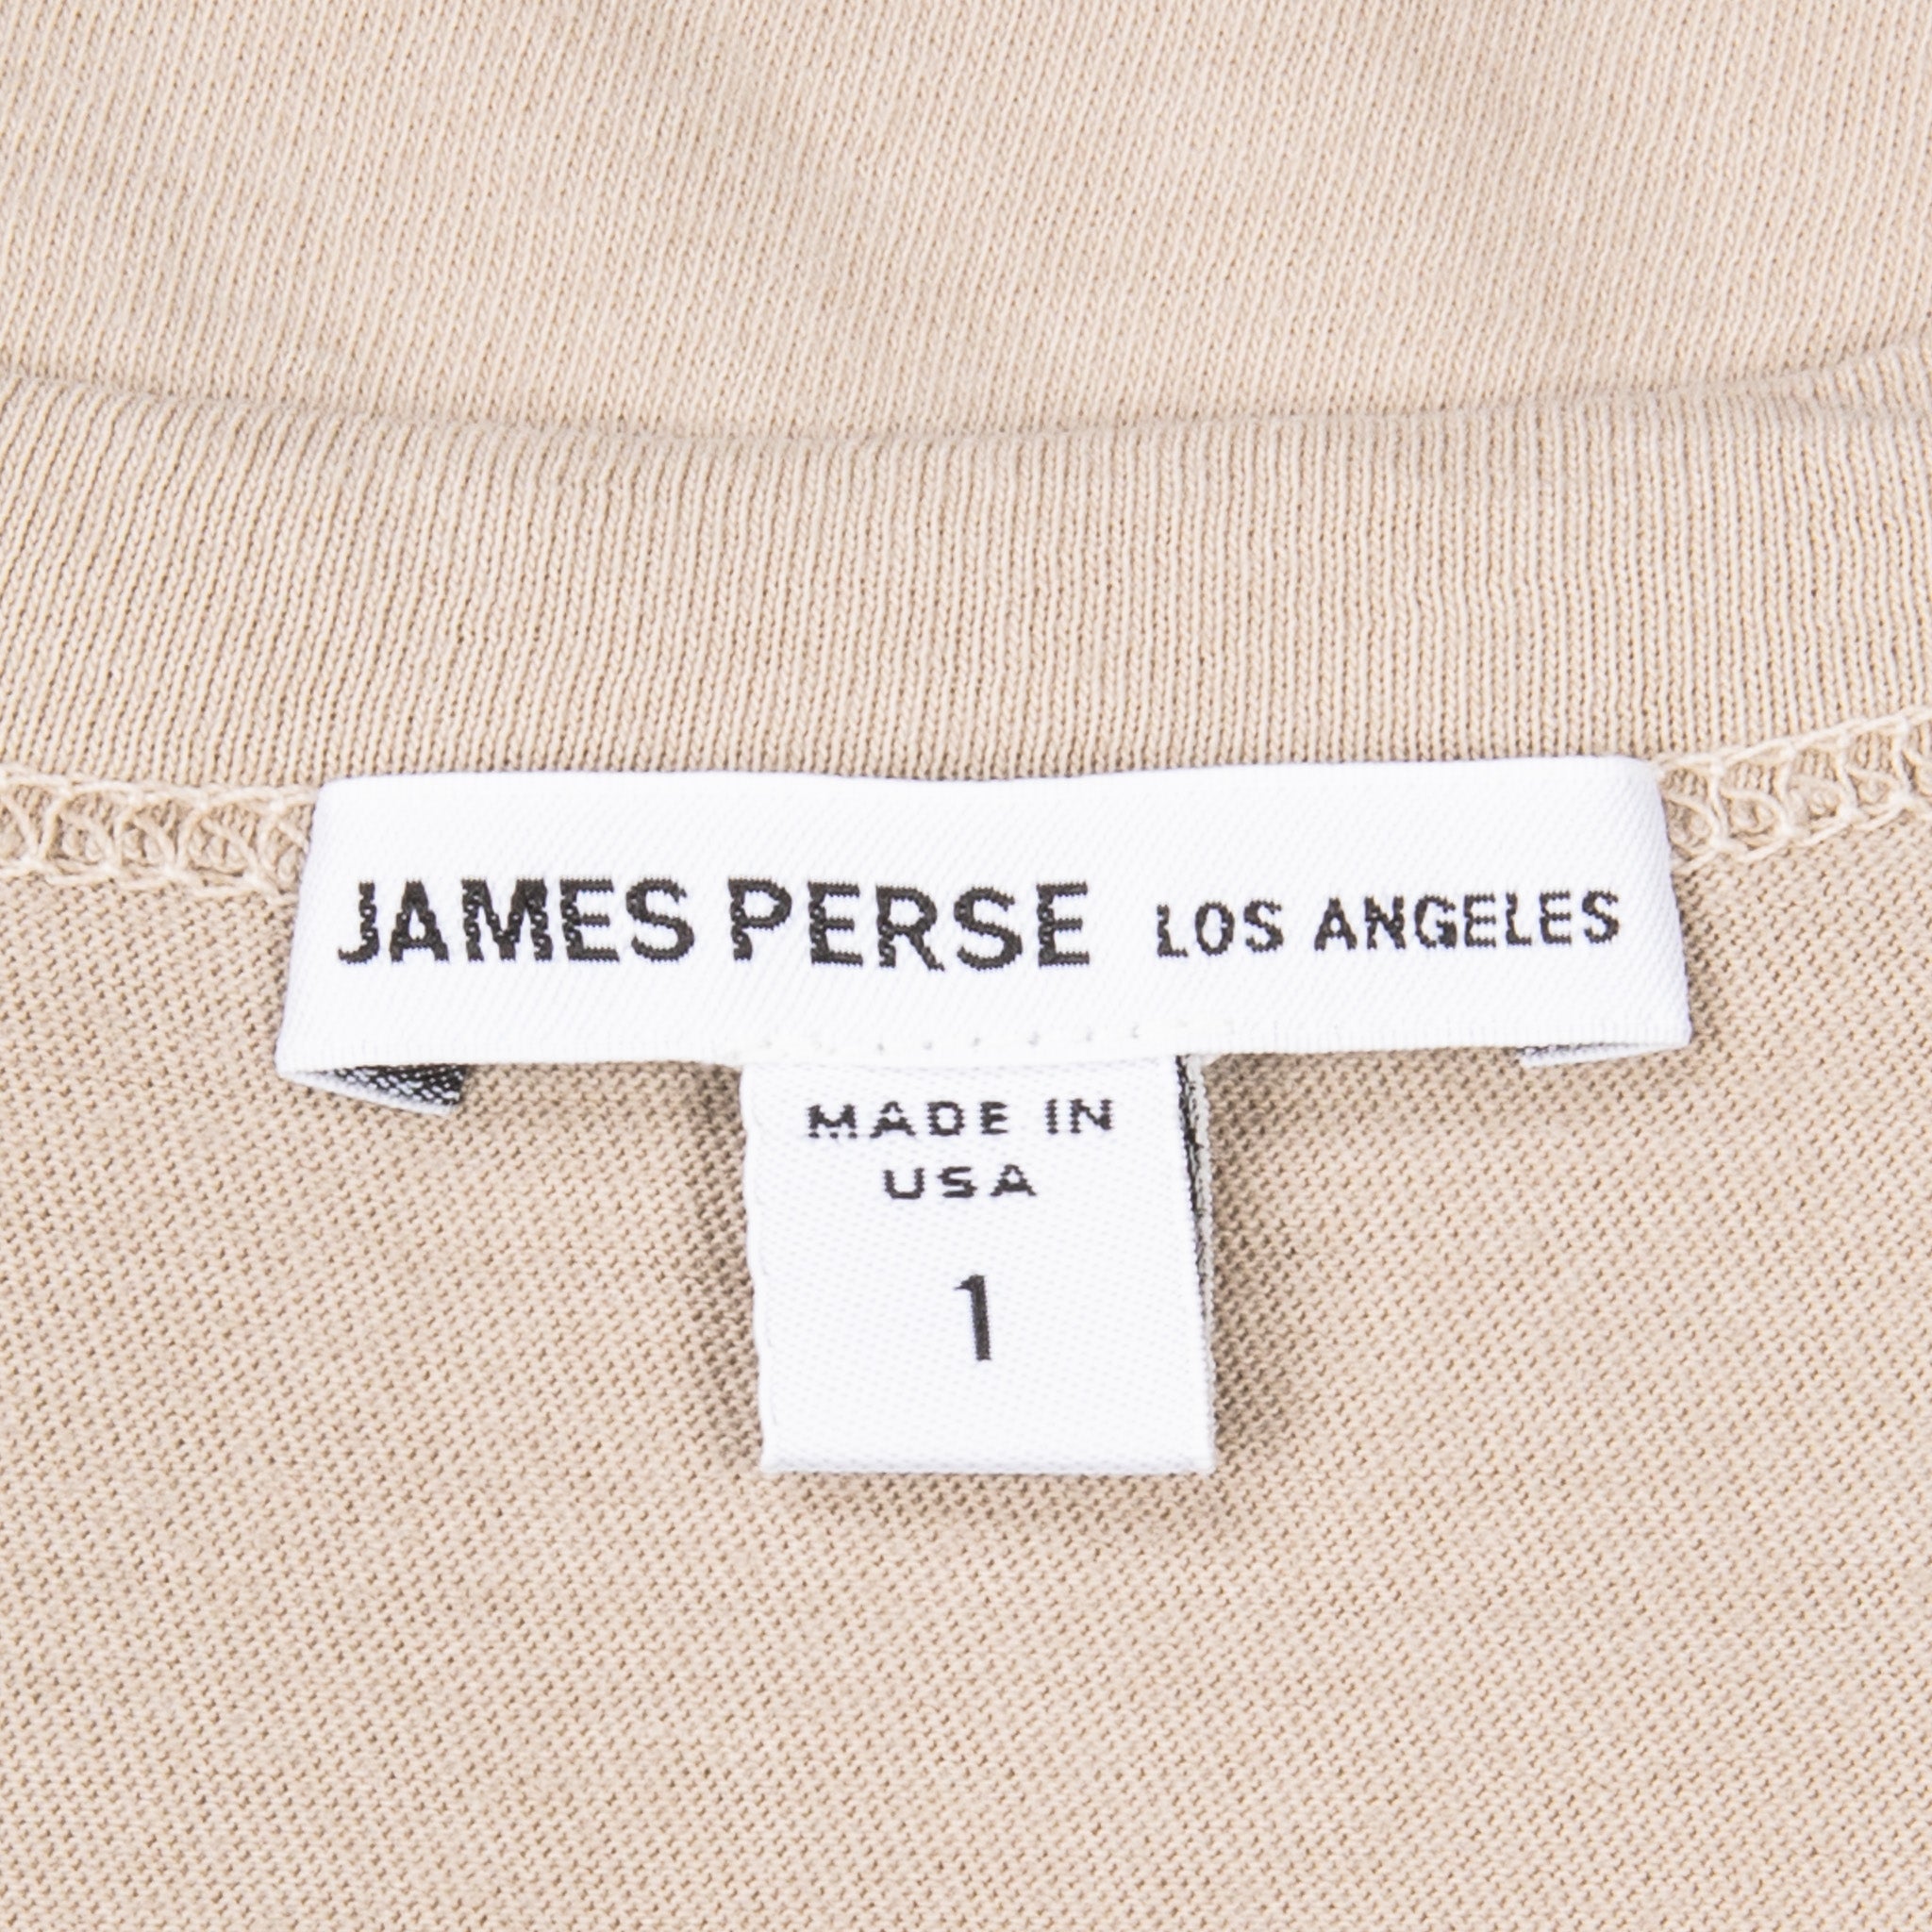 JAMES PERSE LOS ANGELES
MADE IN
USA
1